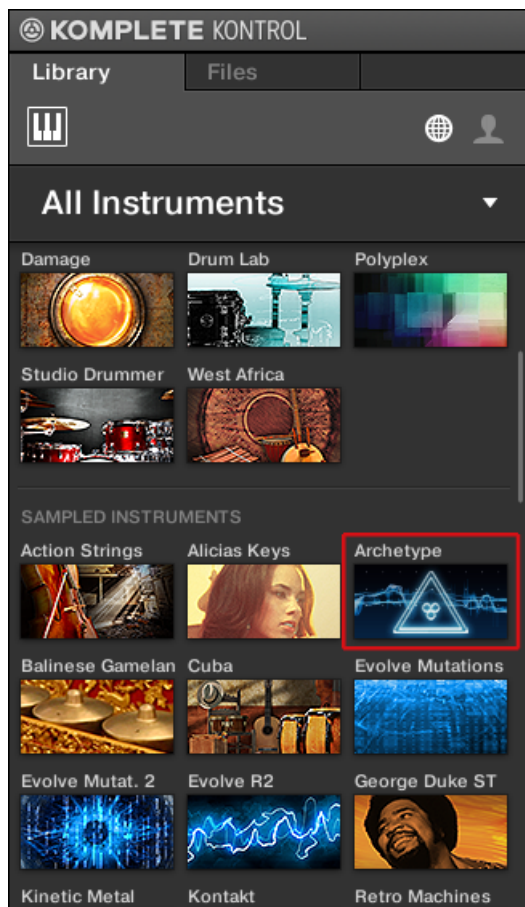 KOMPLETE KONTROL
Library Files
All Instruments
Damage Drum Lab Polyplex
Studio Drummer West Africa
SAMPLED INSTRUMENTS
Action Strings Alicias Keys Archetype
Balinese Gamelan Cuba Evolve Mutations
Evolve Mutat. 2 Evolve R2 George Duke ST
Kinetic Metal Kontakt Retro Machines